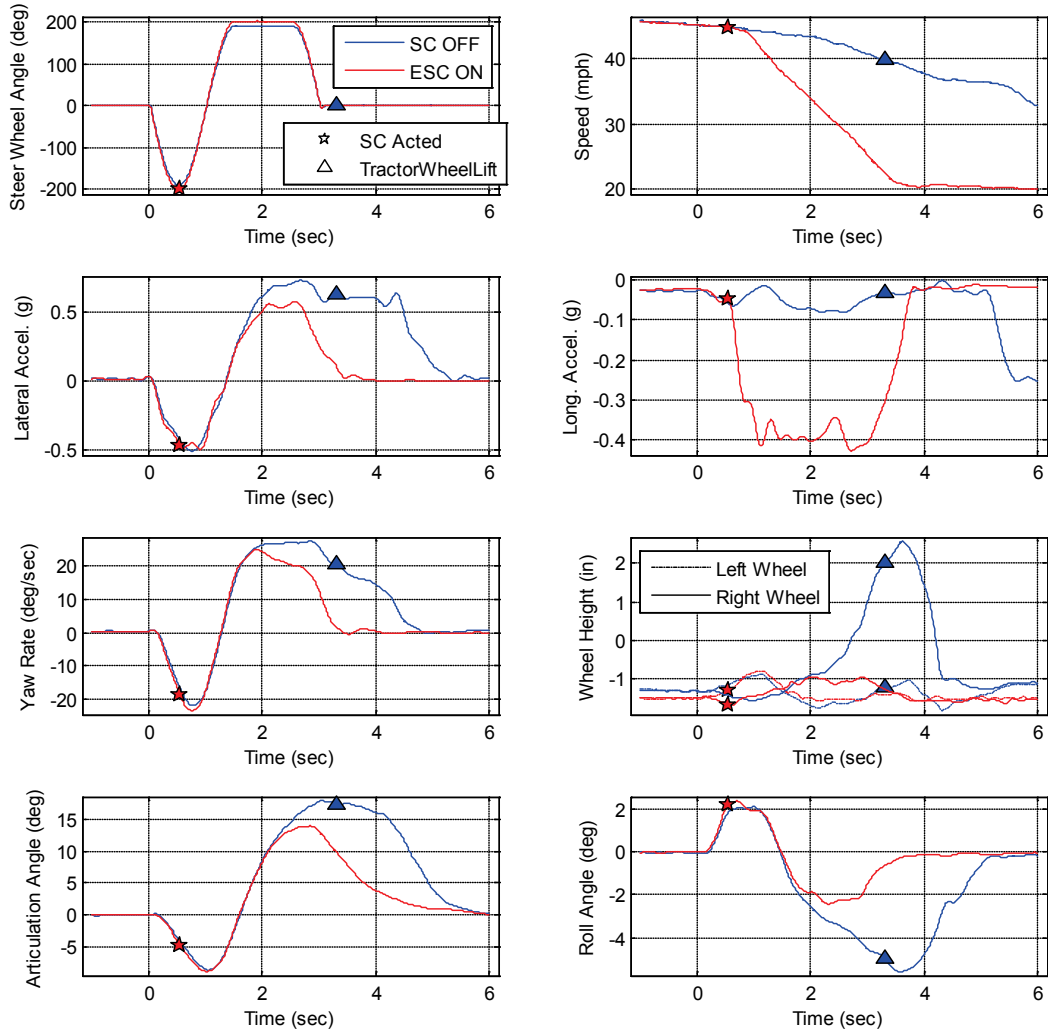 Steer Wheel Angle (deg)
200
100
0
-100
-200
SC OFF
ESC ON
SC Acted
TractorWheelLift
0 2 4 6
Time (sec)
Speed (mph)
40
30
20
0 2 4 6
Time (sec)
Lateral Accel. (g)
0.5
0
-0.5
0 2 4 6
Time (sec)
Long. Accel. (g)
0
-0.1
-0.2
-0.3
-0.4
0 2 4 6
Time (sec)
Yaw Rate (deg/sec)
20
10
0
-10
-20
0 2 4 6
Time (sec)
Wheel Height (in)
2
1
0
-1
Left Wheel
Right Wheel
0 2 4 6
Time (sec)
Articulation Angle (deg)
15
10
5
0
-5
0 2 4 6
Time (sec)
Roll Angle (deg)
2
0
-2
-4
0 2 4 6
Time (sec)